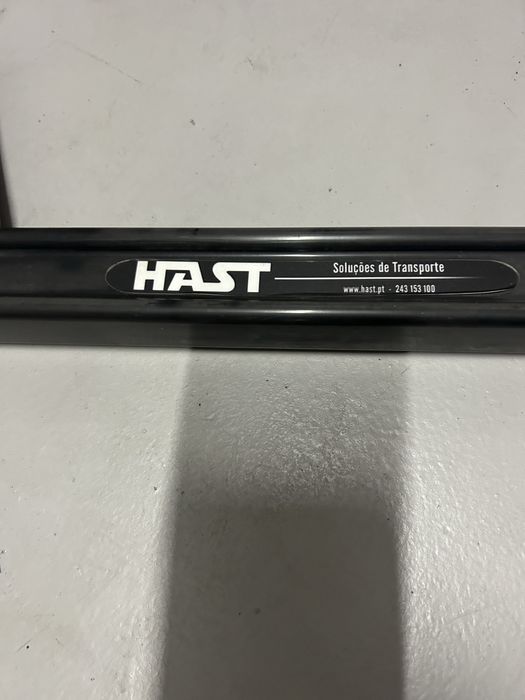 HAST
Soluções de Transporte
www.hast.pt - 243 153 100